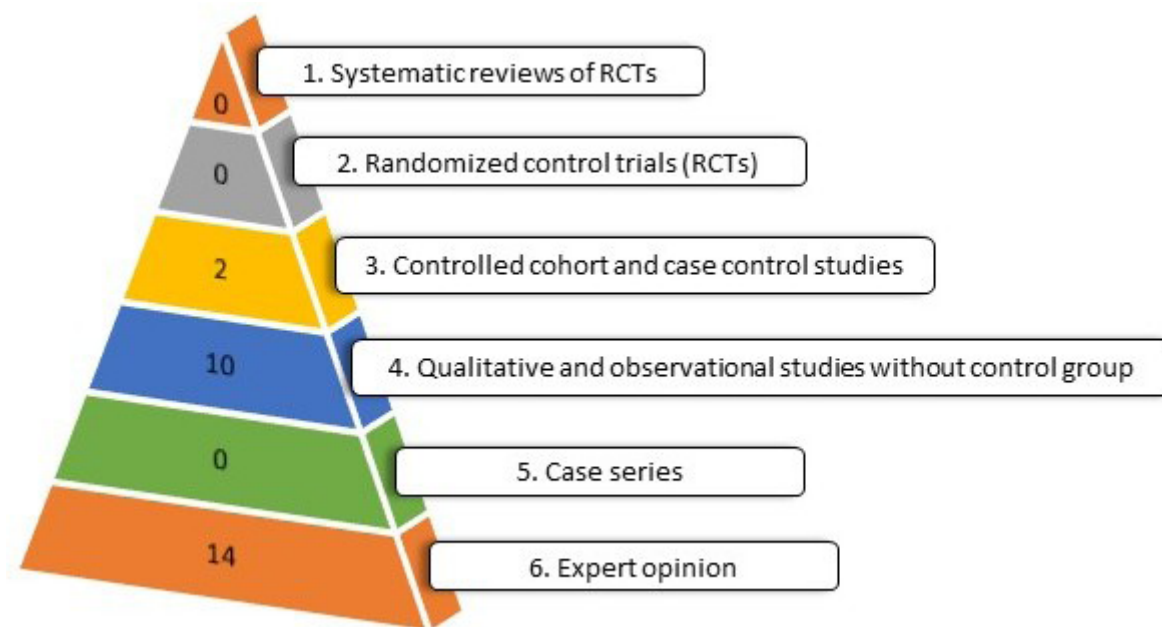 0
1. Systematic reviews of RCTs
0
2. Randomized control trials (RCTs)
2
3. Controlled cohort and case control studies
10
4. Qualitative and observational studies without control group
0
5. Case series
14
6. Expert opinion